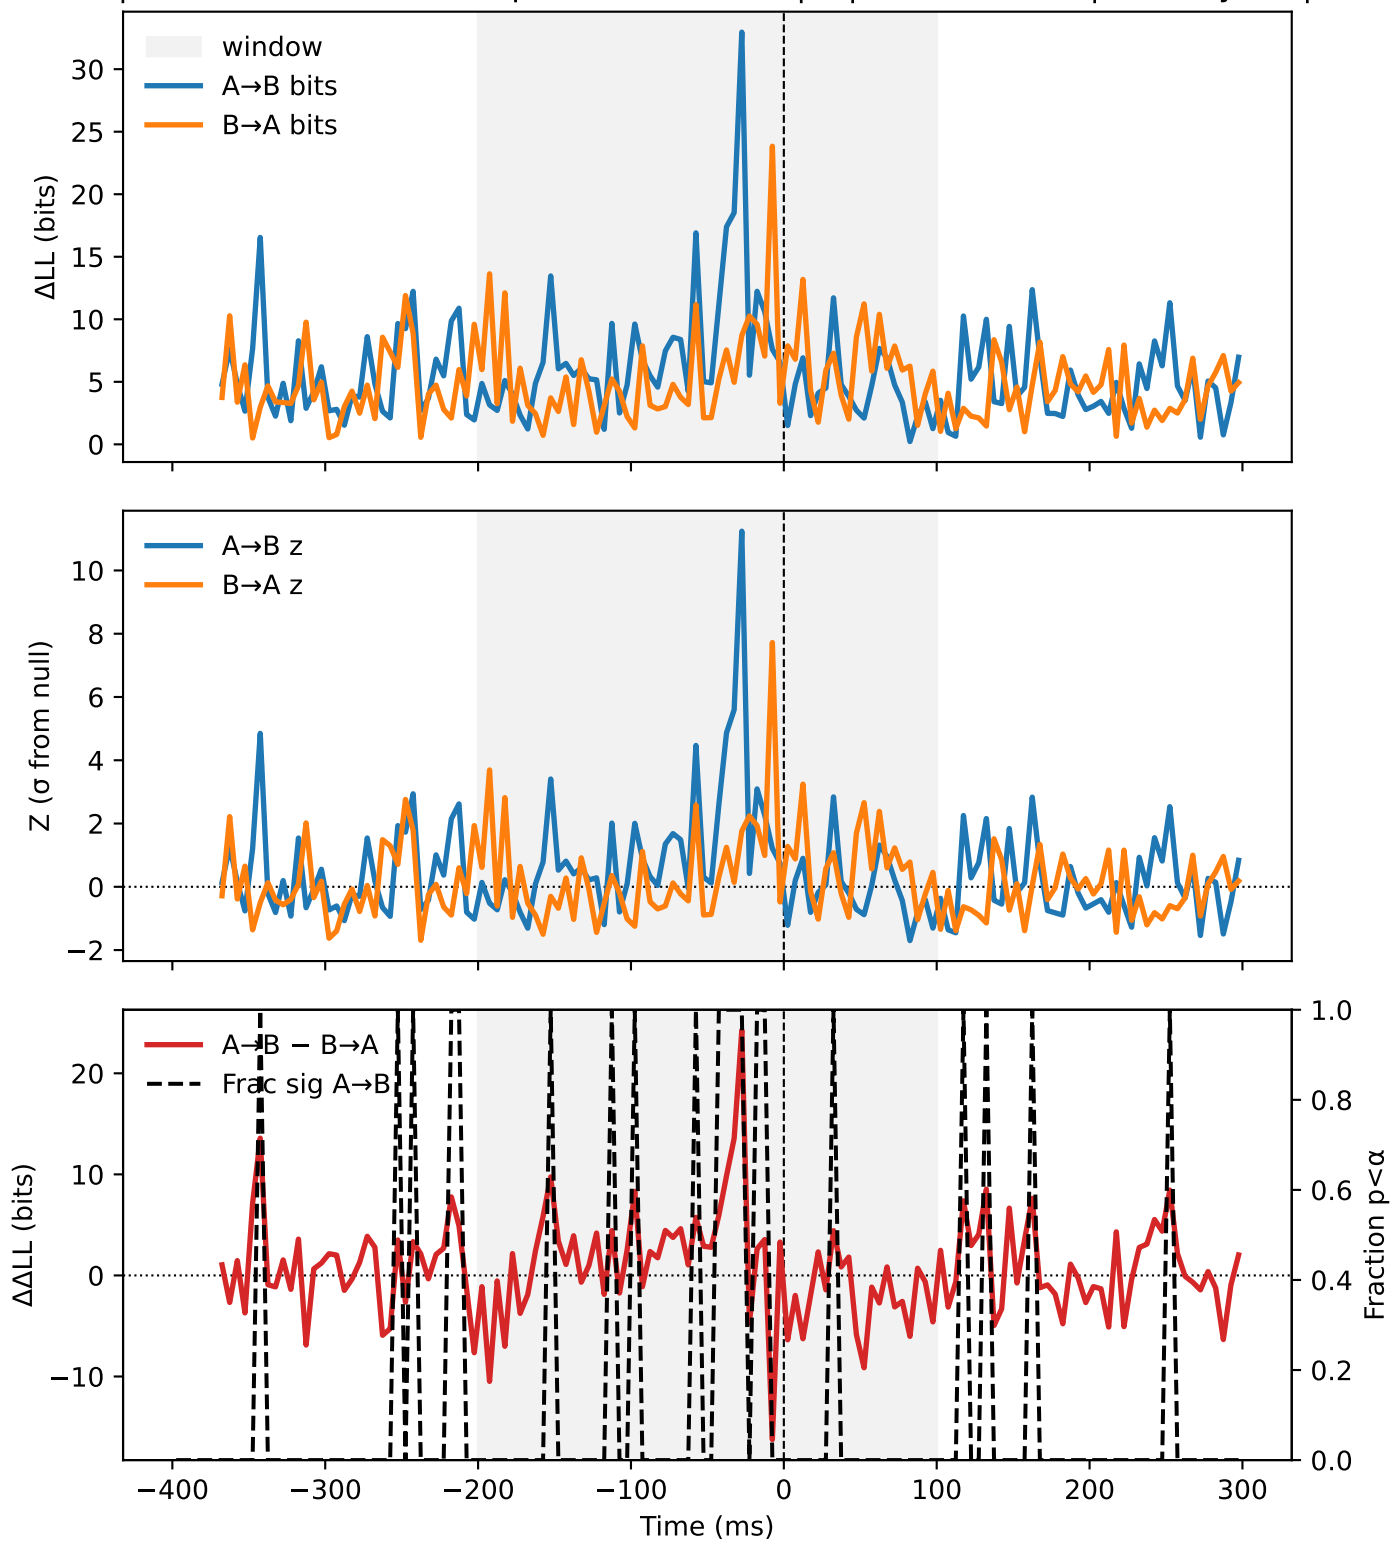 window
A→B bits
B→A bits
ΔLL (bits)
30
25
20
15
10
5
0
A→B z
B→A z
Z (σ from null)
10
8
6
4
2
0
−2
A→B − B→A
Frac sig A→B
ΔΔLL (bits)
20
10
0
−10
1.0
0.8
0.6
0.4
0.2
0.0
Fraction p<α
−400
−300
−200
−100
0
100
200
300
Time (ms)